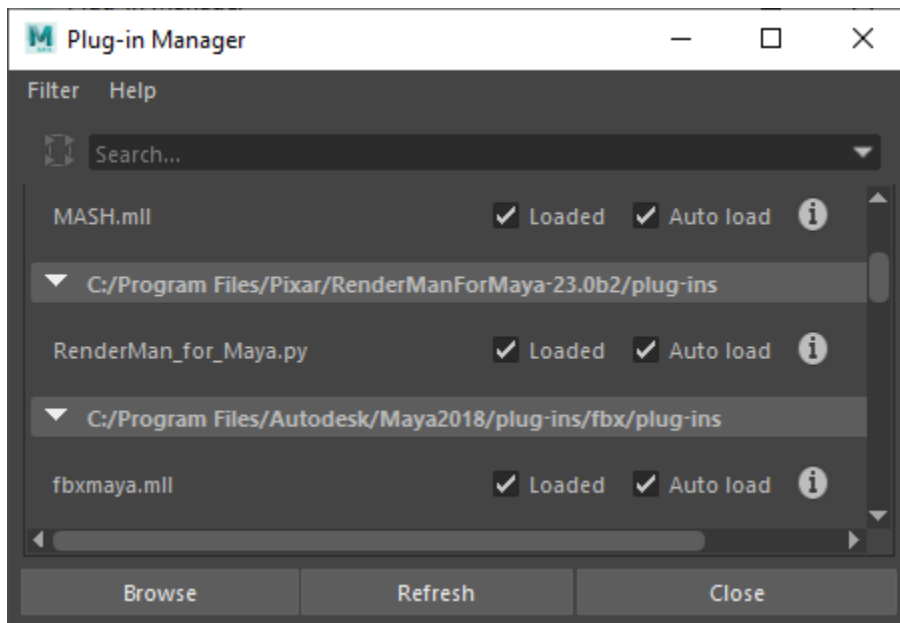 Plug-in Manager
Filter Help
Search...
MASH.mll Loaded Auto load
C:/Program Files/Pixar/RenderManForMaya-23.0b2/plug-ins
RenderMan_for_Maya.py Loaded Auto load
C:/Program Files/Autodesk/Maya2018/plug-ins/fbx/plug-ins
fbxmaya.mll Loaded Auto load
Browse Refresh Close